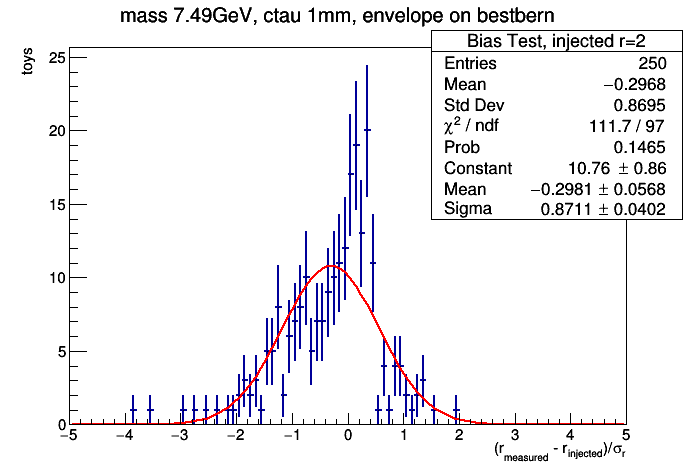 mass 7.49GeV, ctau 1mm, envelope on bestbern
toys
Bias Test, injected r=2
Entries 250
Mean −0.2968
Std Dev 0.8695
χ² / ndf 111.7 / 97
Prob 0.1465
Constant 10.76 ± 0.86
Mean −0.2981 ± 0.0568
Sigma 0.8711 ± 0.0402
25
20
15
10
5
0
−5 −4 −3 −2 −1 0 1 2 3 4 5
(r_measured - r_injected)/σ_r